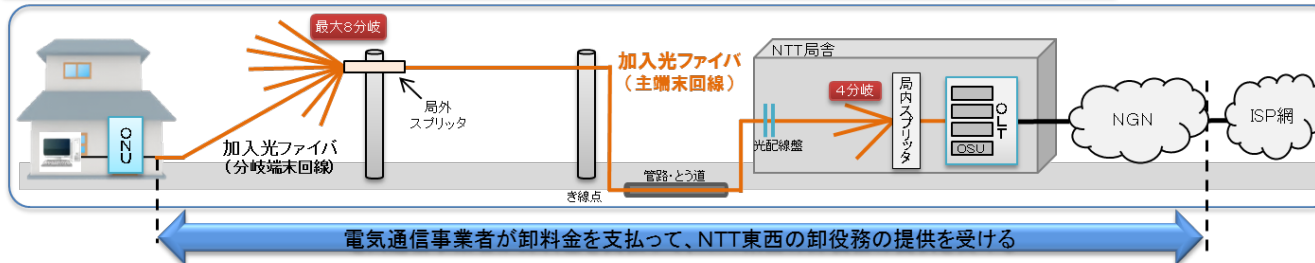 最大8分岐
ONU
加入光ファイバ
(分岐端末回線)
局外
スプリッタ
き線点
加入光ファイバ
(主端末回線)
管路・とう道
NTT局舎
光配線盤
4分岐
局内スプリッタ
OLT
OSU
NGN
ISP網
電気通信事業者が卸料金を支払って、NTT東西の卸役務の提供を受ける